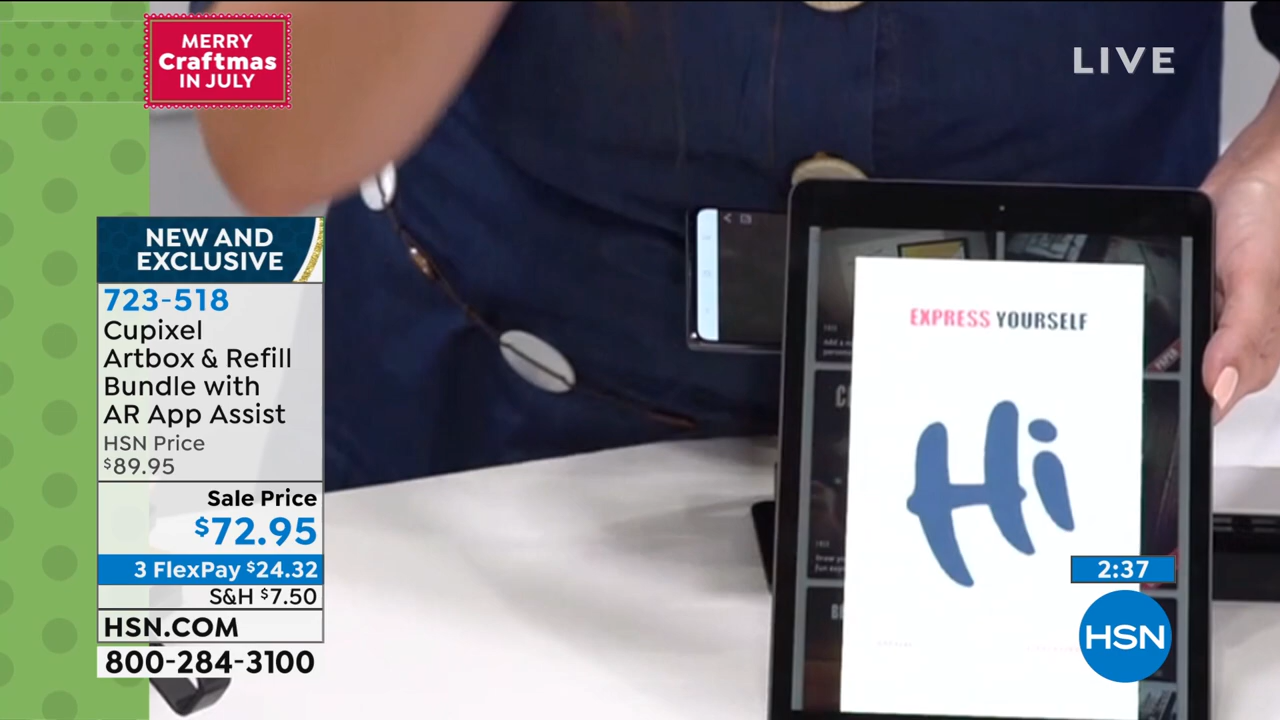 MERRY
Craftmas
IN JULY
LIVE
NEW AND
EXCLUSIVE
723-518
Cupixel
Artbox & Refill
Bundle with
AR App Assist
HSN Price
$89.95
Sale Price
$72.95
3 FlexPay $24.32
S&H $7.50
HSN.COM
800-284-3100
EXPRESS YOURSELF
Hi
2:37
HSN